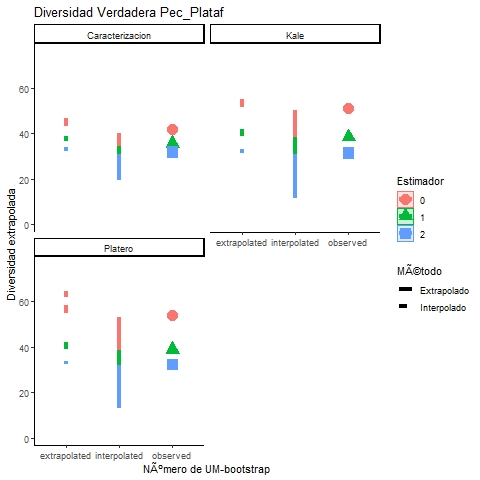 Diversidad Verdadera Pec_Plataf
Caracterizacion
Kale
60
40
20
0
extrapolated interpolated observed
Platero
60
40
20
0
extrapolated interpolated observed
Diversidad extrapolada
NÃºmero de UM-bootstrap
Estimador
0
1
2
MÃ©todo
Extrapolado
Interpolado